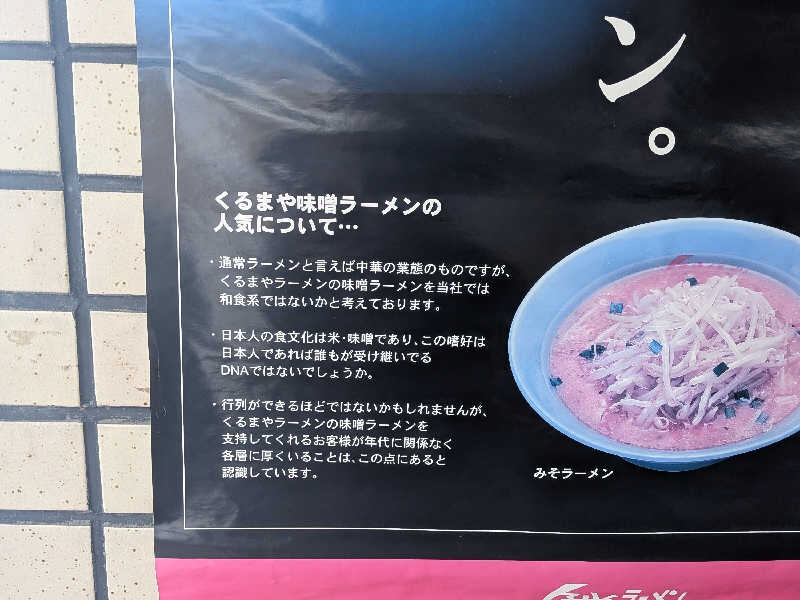 ン。
くるまや味噌ラーメンの
人気について…
・通常ラーメンと言えば中華の業態のものですが、
くるまやラーメンの味噌ラーメンを当社では
和食系ではないかと考えております。
・日本人の食文化は米・味噌であり、この嗜好は
日本人であれば誰もが受け継いでる
DNAではないでしょうか。
・行列ができるほどではないかもしれませんが、
くるまやラーメンの味噌ラーメンを
支持してくれるお客様が年代に関係なく
各層に厚くいることは、この点にあると
認識しています。
みそラーメン
くるまやラーメン